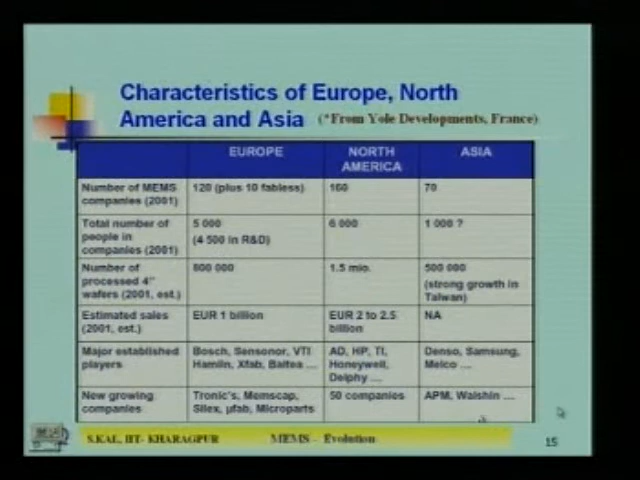 Characteristics of Europe, North
America and Asia (*From Yole Developments, France)
EUROPE
NORTH
AMERICA
ASIA
Number of MEMS
companies (2001)
120 (plus 10 fabless)
160
70
Total number of
people in
companies (2001)
5 000
(4 500 in R&D)
6 000
1 000 ?
Number of
processed 4"
wafers (2001, est.)
600 000
1.5 mio.
500 000
(strong growth in
Taiwan)
Estimated sales
(2001, est.)
EUR 1 billion
EUR 2 to 2.5
billion
NA
Major established
players
Bosch, Sensonor, VTI
Hamlin, Xfab, Baltea ...
AD, HP, TI,
Honeywell,
Delphy ...
Denso, Samsung,
Melco ...
New growing
companies
Tronic's, Memscap,
Silex, µfab, Microparts
50 companies
APM, Walshin ...
S.KAL, IIT- KHARAGPUR
MEMS – Evolution
15